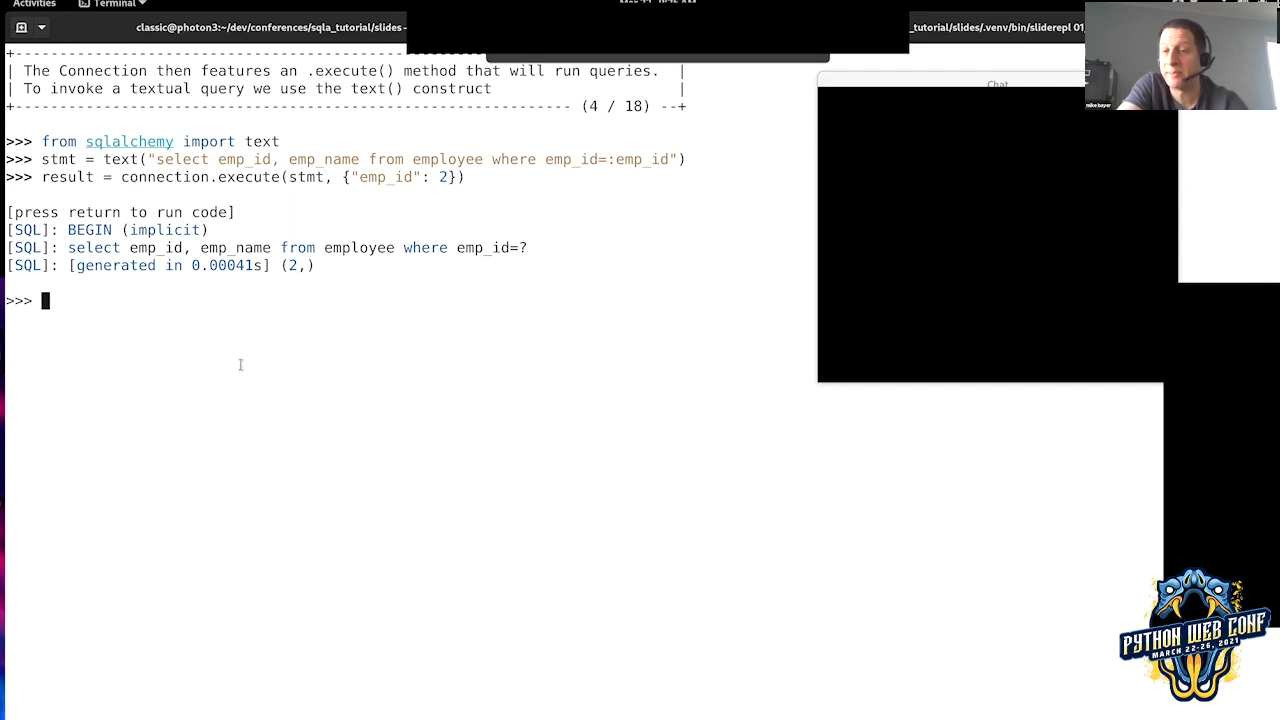 Activities Terminal
classic@photon3:~/dev/conferences/sqla_tutorial/slides- _tutorial/slides/.venv/bin/sliderepl 01_
| The Connection then features an .execute() method that will run queries. |
| To invoke a textual query we use the text() construct |
+--------------------------------------------------------------- (4 / 18) --+
>>> from sqlalchemy import text
>>> stmt = text("select emp_id, emp_name from employee where emp_id=:emp_id")
>>> result = connection.execute(stmt, {"emp_id": 2})
[press return to run code]
[SQL]: BEGIN (implicit)
[SQL]: select emp_id, emp_name from employee where emp_id=?
[SQL]: [generated in 0.00041s] (2,)
>>>
Chat
mike bayer
PYTHON WEB CONF
MARCH 22-26, 2021